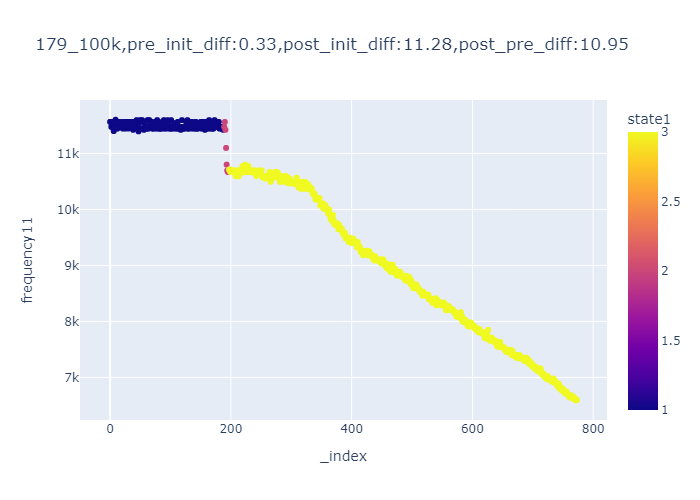 179_100k,pre_init_diff:0.33,post_init_diff:11.28,post_pre_diff:10.95
state1
3
2.5
2
1.5
1
11k
10k
9k
8k
7k
frequency11
0
200
400
600
800
_index